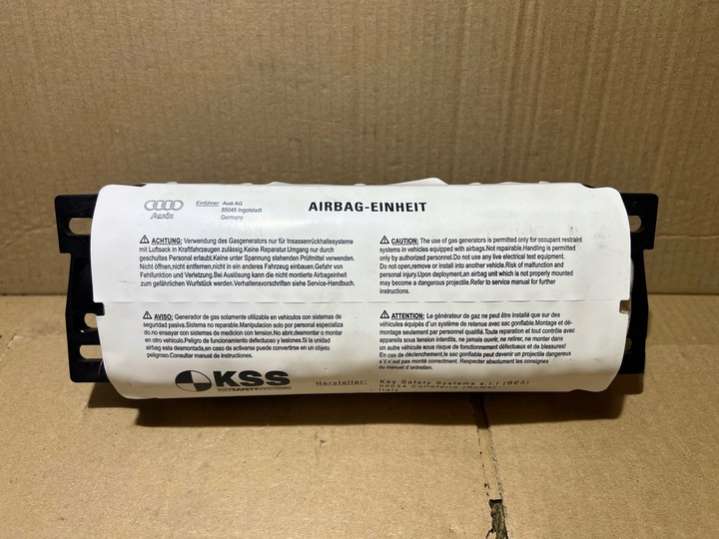 Audi
Einführer Audi AG
85045 Ingolstadt
Germany
AIRBAG-EINHEIT
ACHTUNG: Verwendung des Gasgenerators nur für Insassenrückhaltesysteme
mit Luftsack in Kraftfahrzeugen zulässig.Keine Reparatur Umgang nur durch
geschultes Personal erlaubt.Keine unter Spannung stehenden Prüfmittel verwenden.
Nicht öffnen,nicht entfernen,nicht in ein anderes Fahrzeug einbauen.Gefahr von
Fehlfunktion und Verletzung.Bei Auslösung kann die nicht montierte Airbageinheit
zum gefährlichen Wurfstück werden.Verhaltensvorschriften siehe Service-Handbuch.
CAUTION: The use of gas generators is permitted only for occupant restraint
systems in vehicles equipped with airbags.Not repairable.Handling is permitted
only by authorized personnel.Do not use any live electrical test equipment.
Do not open,remove or install into another vehicle.Risk of malfunction and
personal injury.Upon deployment,an airbag unit which is not properly mounted
may become a dangerous projectile.Refer to service manual for further
instructions.
AVISO: Generador de gas solamente utilizable en vehículos con sistemas de
seguridad pasiva.Sistema no reparable.Manipulación solo por personal especializa
do no ensayar con sistemas de medición con tensión.No abrir,desmontar o montar
en otro vehículo.Peligro de funcionamiento defectuoso y lesiones.Si la unidad
airbag esta desmontada,en caso de activarse puede convertirse en un objeto
peligroso.Consultar manual de instrucciones.
ATTENTION: Le générateur de gaz ne peut être installé que sur des
véhicules équipés d'un système de retenue avec sac gonflable.Montage et dé-
montage seulement par personnel qualifié. Toute reparation et tout contrôle avec
appareils sous tension interdits, ne jamais ouvrir, ne retirer, ne monter dans
un autre véhicule sous risque de fonctionnement défectueux et de blessures!
En cas de déclenchement,le sac gonflable peut devenir un projectile dangereux
s'il n'est pas monté correctement. Respecter absolument les consignes
du manuel d'entretien.
KSS
KEY SAFETY SYSTEMS
Hersteller: Key Safety Systems s.r.l (BCA)
Italy